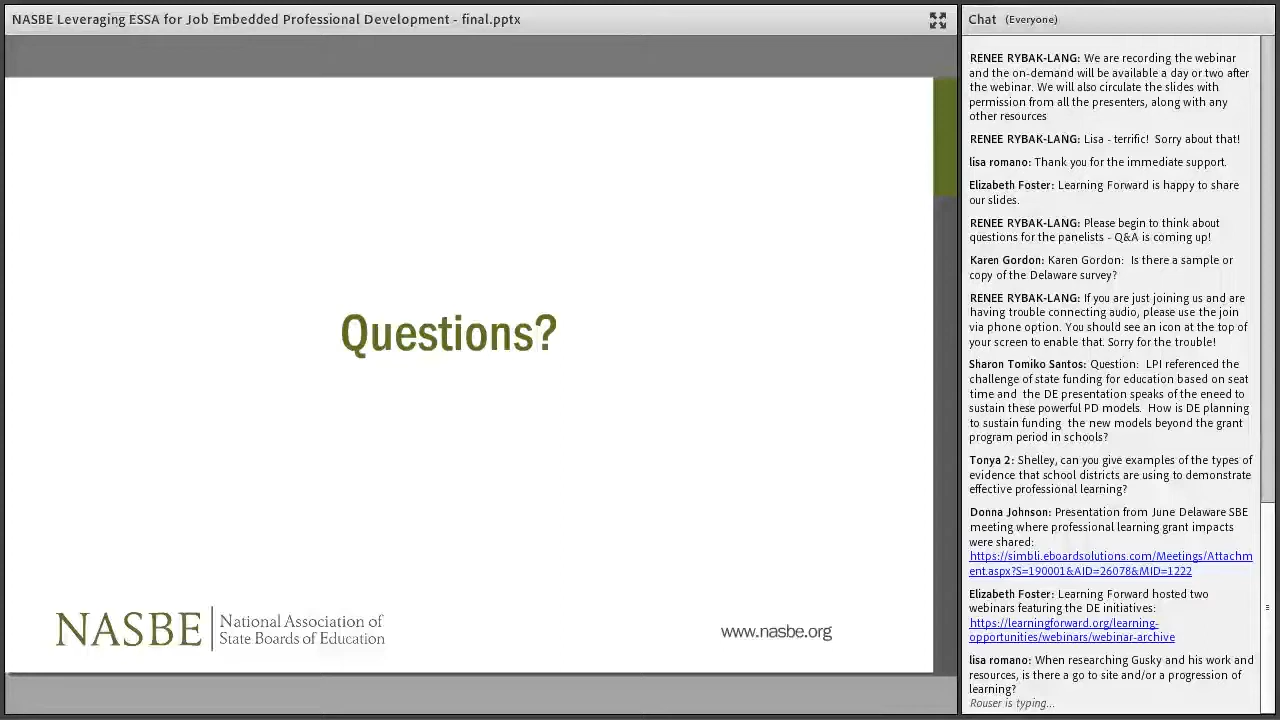 NASBE Leveraging ESSA for Job Embedded Professional Development - final.pptx
Questions?
NASBE
National Association of
State Boards of Education
www.nasbe.org
Chat (Everyone)
RENEE RYBAK-LANG: We are recording the webinar
and the on-demand will be available a day or two after
the webinar. We will also circulate the slides with
permission from all the presenters, along with any
other resources
RENEE RYBAK-LANG: Lisa - terrific! Sorry about that!
lisa romano: Thank you for the immediate support.
Elizabeth Foster: Learning Forward is happy to share
our slides.
RENEE RYBAK-LANG: Please begin to think about
questions for the panelists - Q&A is coming up!
Karen Gordon: Karen Gordon: Is there a sample or
copy of the Delaware survey?
RENEE RYBAK-LANG: If you are just joining us and are
having trouble connecting audio, please use the join
via phone option. You should see an icon at the top of
your screen to enable that. Sorry for the trouble!
Sharon Tomiko Santos: Question: LPI referenced the
challenge of state funding for education based on seat
time and the DE presentation speaks of the eneed to
sustain these powerful PD models. How is DE planning
to sustain funding the new models beyond the grant
program period in schools?
Tonya 2: Shelley, can you give examples of the types of
evidence that school districts are using to demonstrate
effective professional learning?
Donna Johnson: Presentation from June Delaware SBE
meeting where professional learning grant impacts
were shared:
https://simbli.eboardsolutions.com/Meetings/Attachm
ent.aspx?S=190001&AID=26078&MID=1222
Elizabeth Foster: Learning Forward hosted two
webinars featuring the DE initiatives:
https://learningforward.org/learning-
opportunities/webinars/webinar-archive
lisa romano: When researching Gusky and his work and
resources, is there a go to site and/or a progression of
learning?
Rouser is typing...